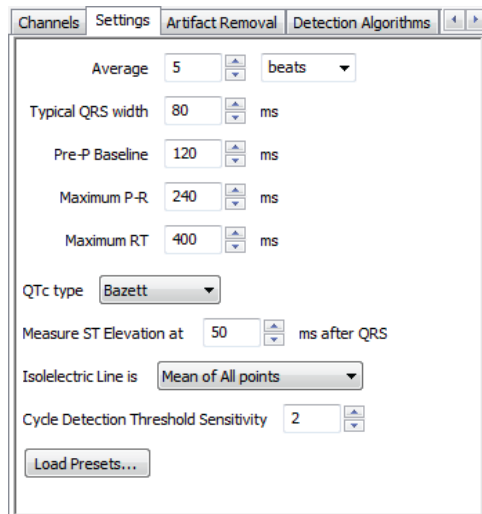 Channels Settings Artifact Removal Detection Algorithms
Average 5 beats
Typical QRS width 80 ms
Pre-P Baseline 120 ms
Maximum P-R 240 ms
Maximum RT 400 ms
QTc type Bazett
Measure ST Elevation at 50 ms after QRS
Isolelectric Line is Mean of All points
Cycle Detection Threshold Sensitivity 2
Load Presets...